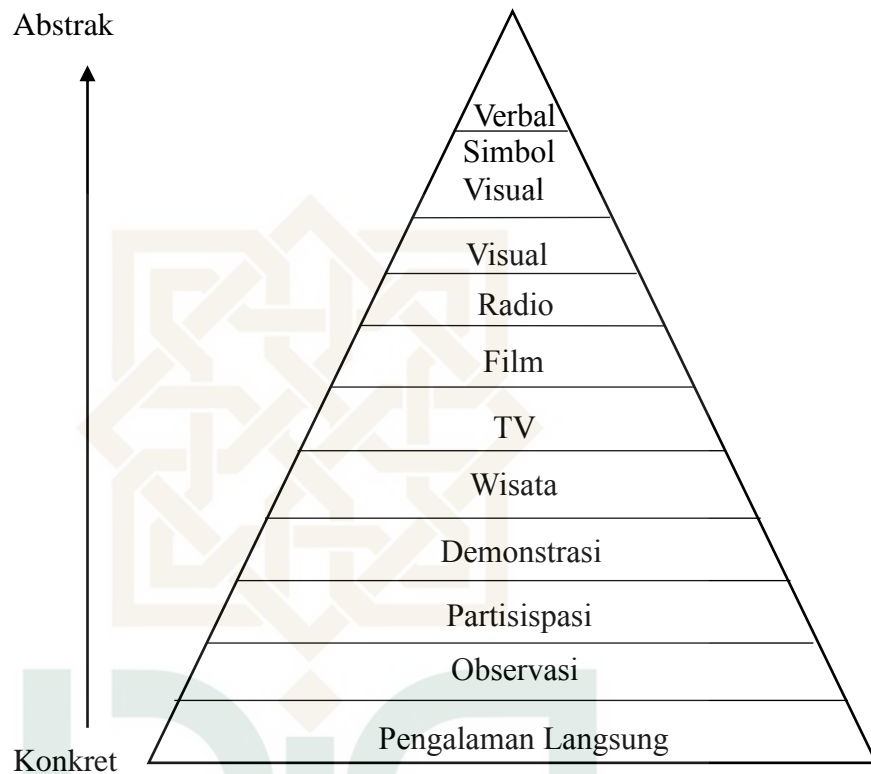 Abstrak
Verbal
Simbol
Visual
Visual
Radio
Film
TV
Wisata
Demonstrasi
Partisispasi
Observasi
Pengalaman Langsung
Konkret